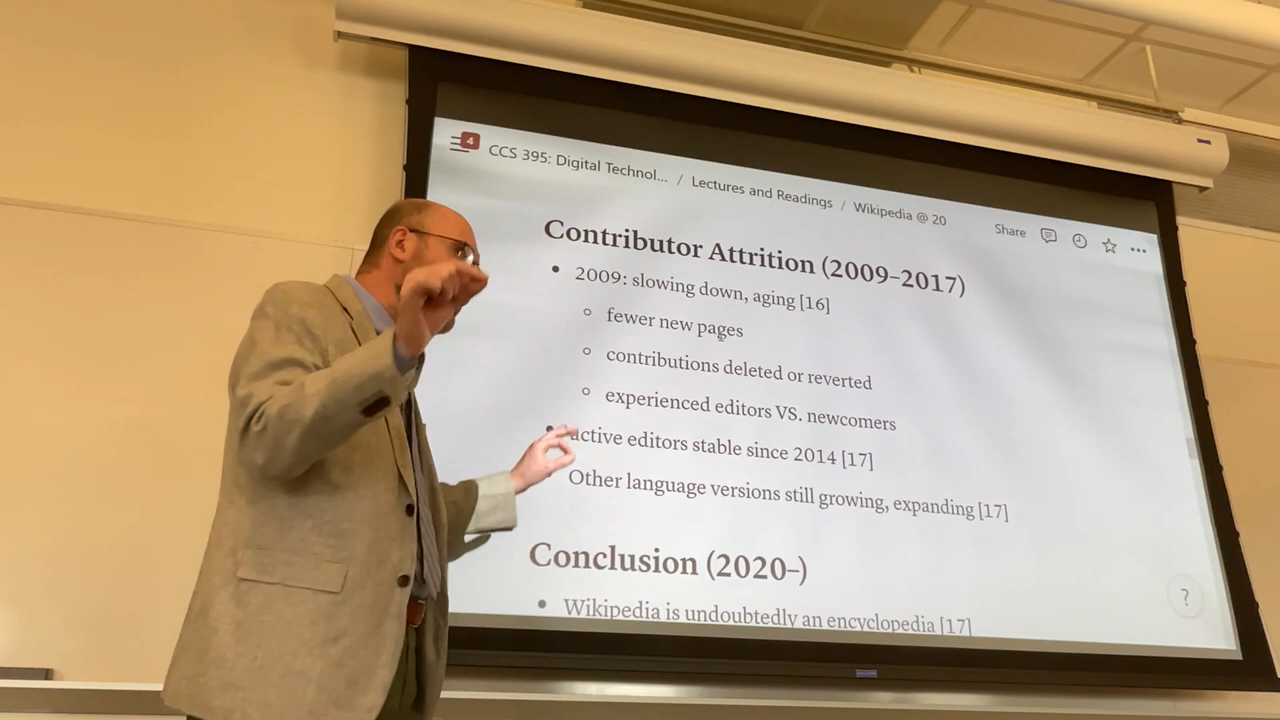 4
CCS 395: Digital Technol... / Lectures and Readings / Wikipedia @ 20
Share
Contributor Attrition (2009–2017)
2009: slowing down, aging [16]
fewer new pages
contributions deleted or reverted
experienced editors VS. newcomers
active editors stable since 2014 [17]
Other language versions still growing, expanding [17]
Conclusion (2020–)
Wikipedia is undoubtedly an encyclopedia [17]
?